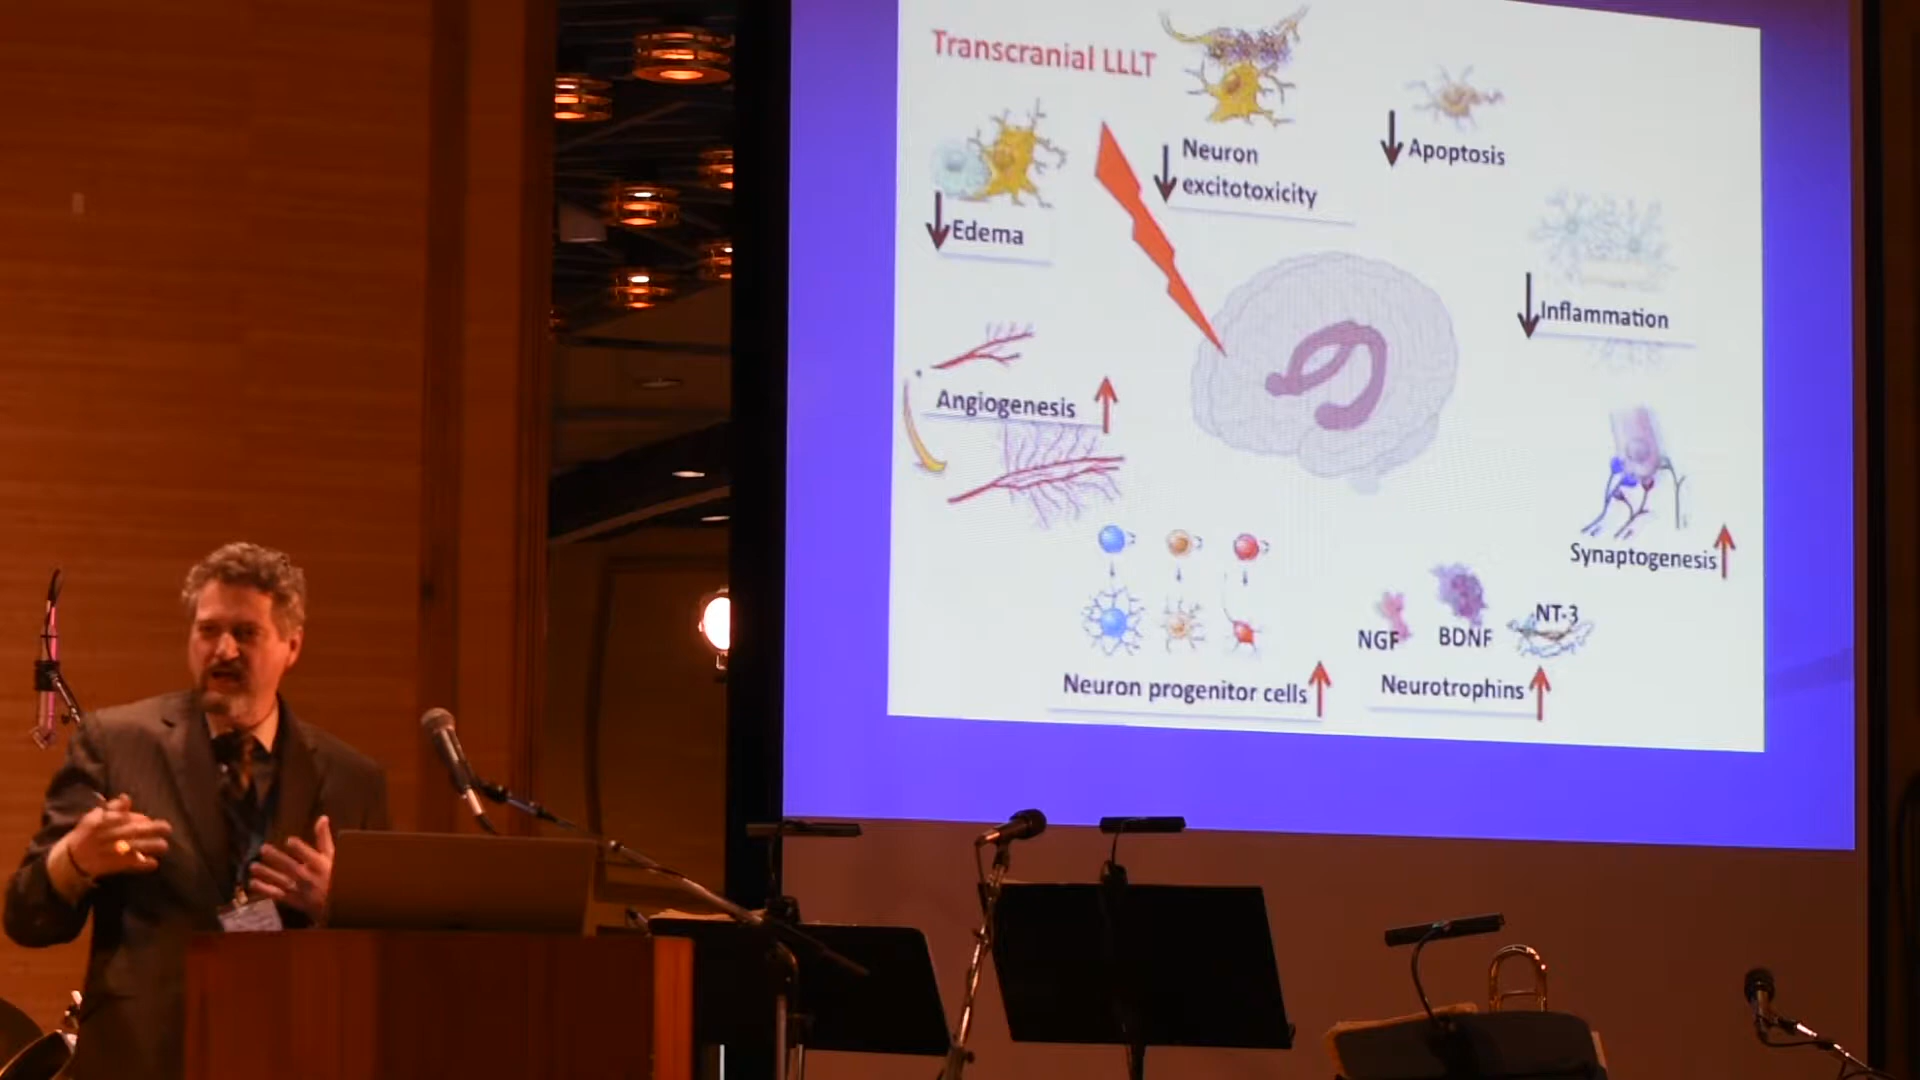 Transcranial LLLT
Neuron
excitotoxicity
Apoptosis
Edema
Inflammation
Angiogenesis
Synaptogenesis
NGF
BDNF
NT-3
Neuron progenitor cells
Neurotrophins